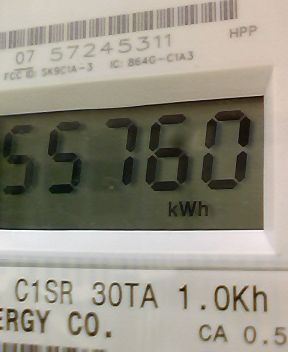 07 57245311
HPP
FCC ID: SK9C1A-3 IC: 864G-C1A3
55760
kWh
C1SR 30TA 1.0Kh
ERGY CO.
CA 0.5